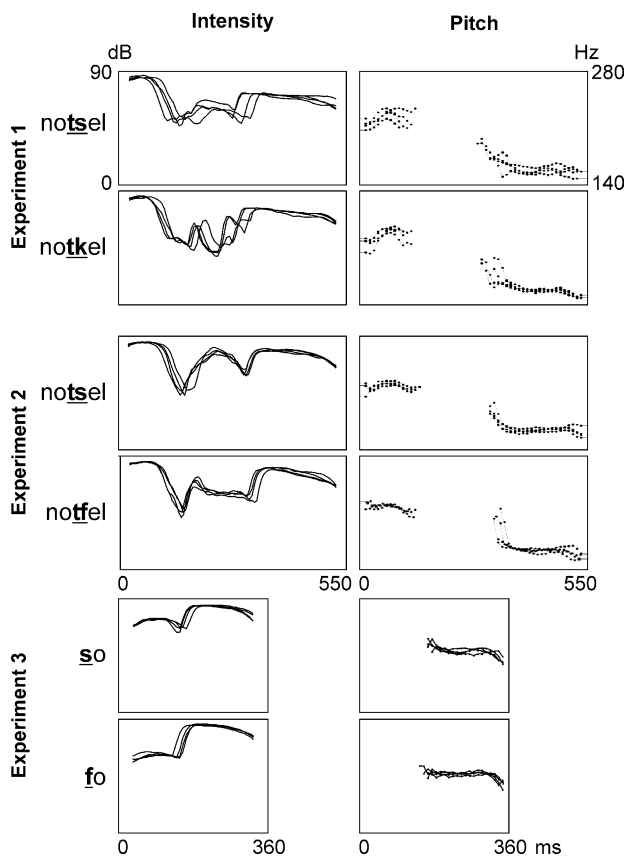 Intensity Pitch
dB Hz
90 280
Experiment 1
notsel
0 140
notkel
Experiment 2
notsel
notfel
0 550 0 550
Experiment 3
so
fo
0 360 0 360 ms